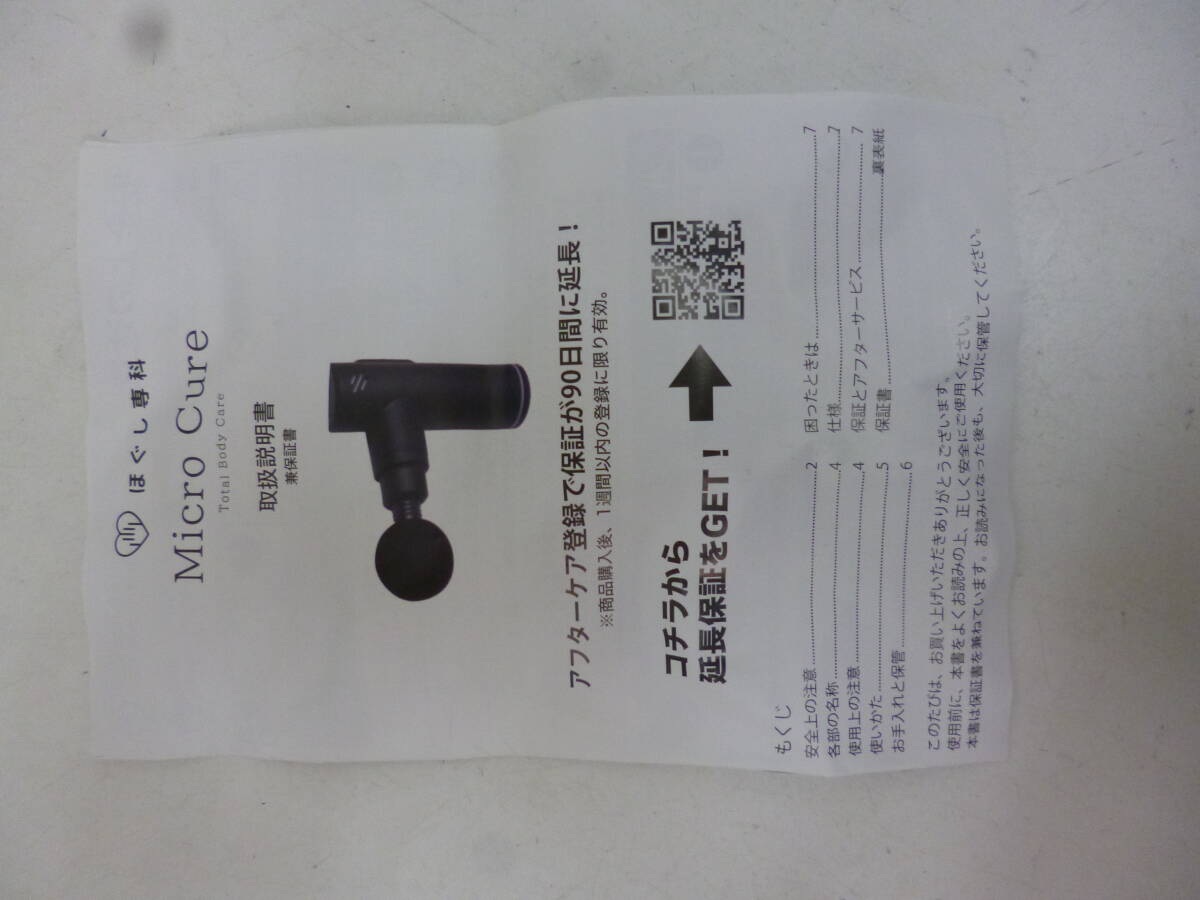 ほぐし専科
Micro Cure
Total Body Care
取扱説明書
兼保証書
アフターケア登録で保証が90日間に延長！
※商品購入後、1週間以内の登録に限り有効。
コチラから
延長保証をGET！
もくじ
安全上の注意 2
各部の名称 4
使用上の注意 4
使いかた 5
お手入れと保管 6
困ったときは 7
仕様 7
保証とアフターサービス 7
保証書 裏表紙
このたびは、お買い上げいただきありがとうございます。
使用前に、本書をよくお読みの上、正しく安全にご使用ください。
本書は保証書を兼ねています。お読みになった後も、大切に保管してください。